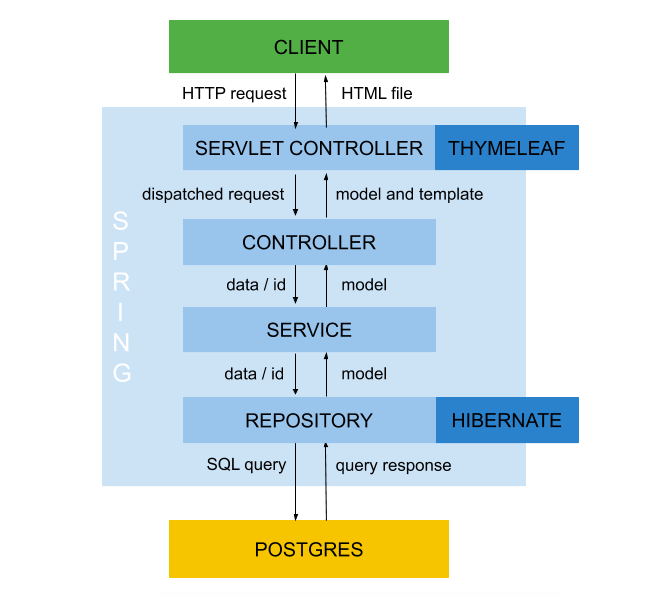 CLIENT
HTTP request
HTML file
SERVLET CONTROLLER
THYMELEAF
dispatched request
model and template
SPRING
CONTROLLER
data / id
model
SERVICE
data / id
model
REPOSITORY
HIBERNATE
SQL query
query response
POSTGRES